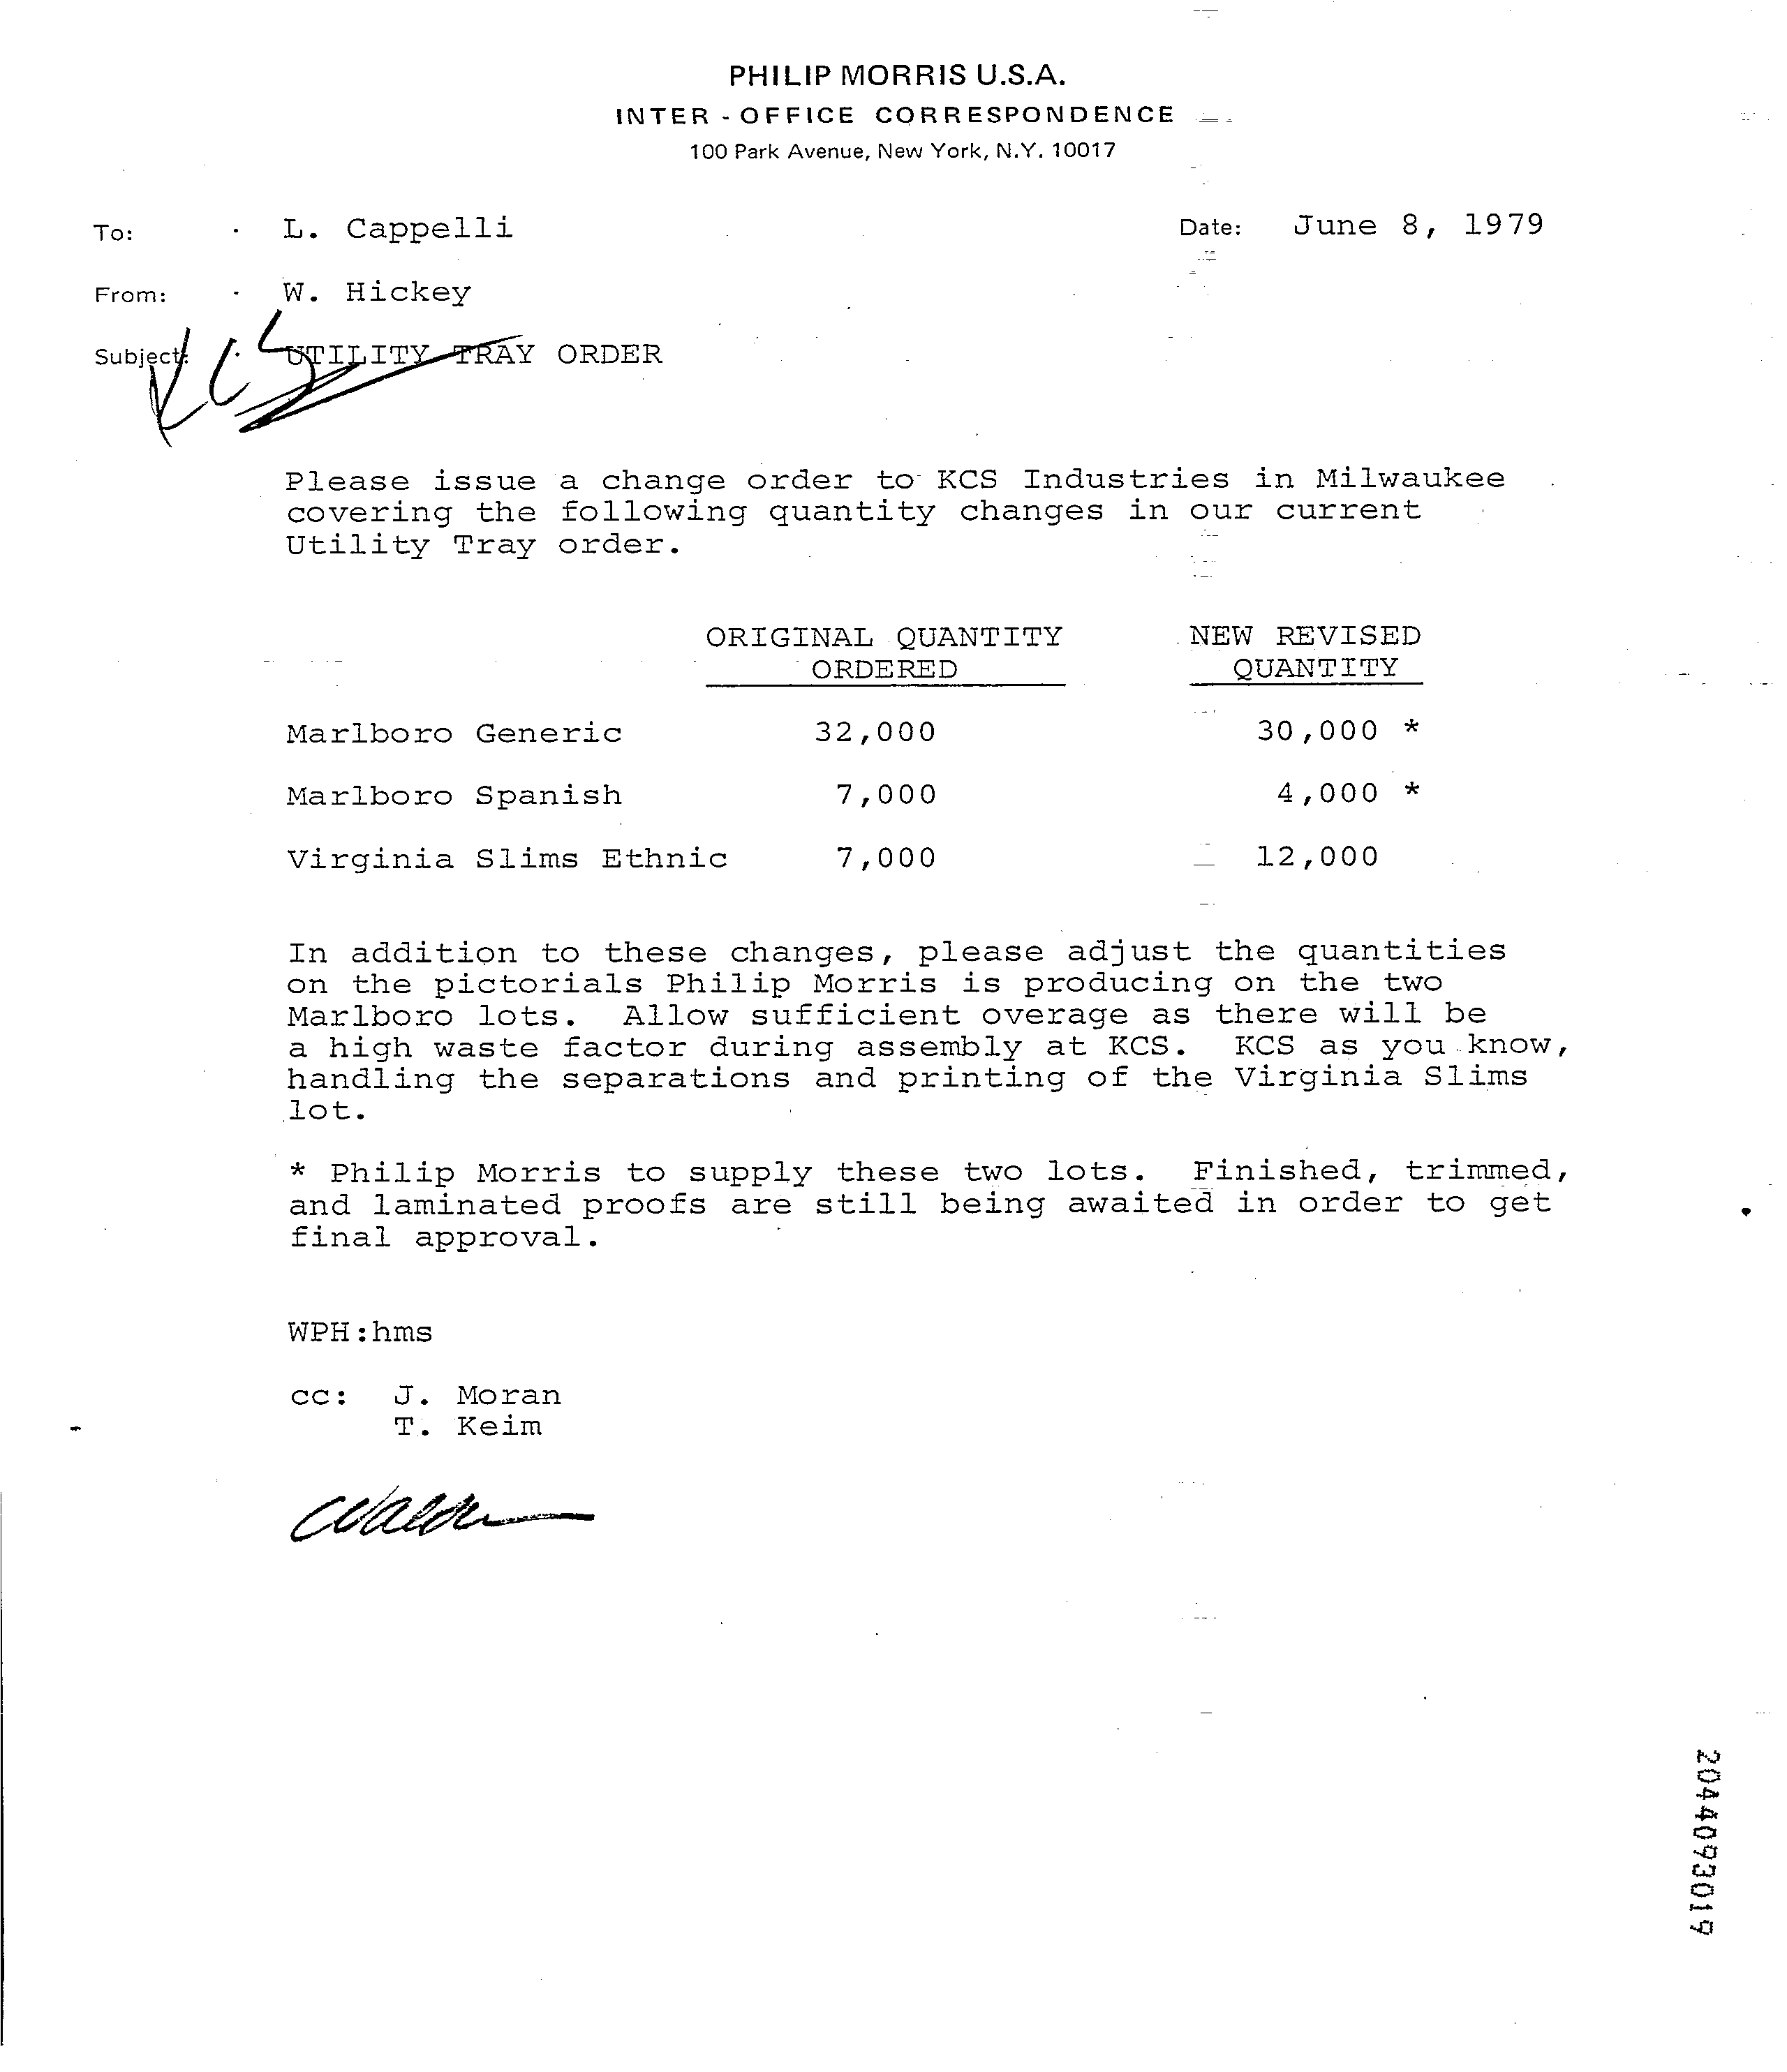 PHILIP MORRIS U.S.A.
INTER - OFFICE CORRESPONDENCE
100 Park Avenue, New York, N.Y. 10017
To: L. Cappelli Date: June 8, 1979
From: W. Hickey
Subject: UTILITY TRAY ORDER
KCS
Please issue a change order to KCS Industries in Milwaukee
covering the following quantity changes in our current
Utility Tray order.
ORIGINAL QUANTITY NEW REVISED
ORDERED QUANTITY
Marlboro Generic 32,000 30,000 *
Marlboro Spanish 7,000 4,000 *
Virginia Slims Ethnic 7,000 12,000
In addition to these changes, please adjust the quantities
on the pictorials Philip Morris is producing on the two
Marlboro lots. Allow sufficient overage as there will be
a high waste factor during assembly at KCS. KCS as you know,
handling the separations and printing of the Virginia Slims
lot.
* Philip Morris to supply these two lots. Finished, trimmed,
and laminated proofs are still being awaited in order to get
final approval.
WPH:hms
cc: J. Moran
T. Keim
2044093019